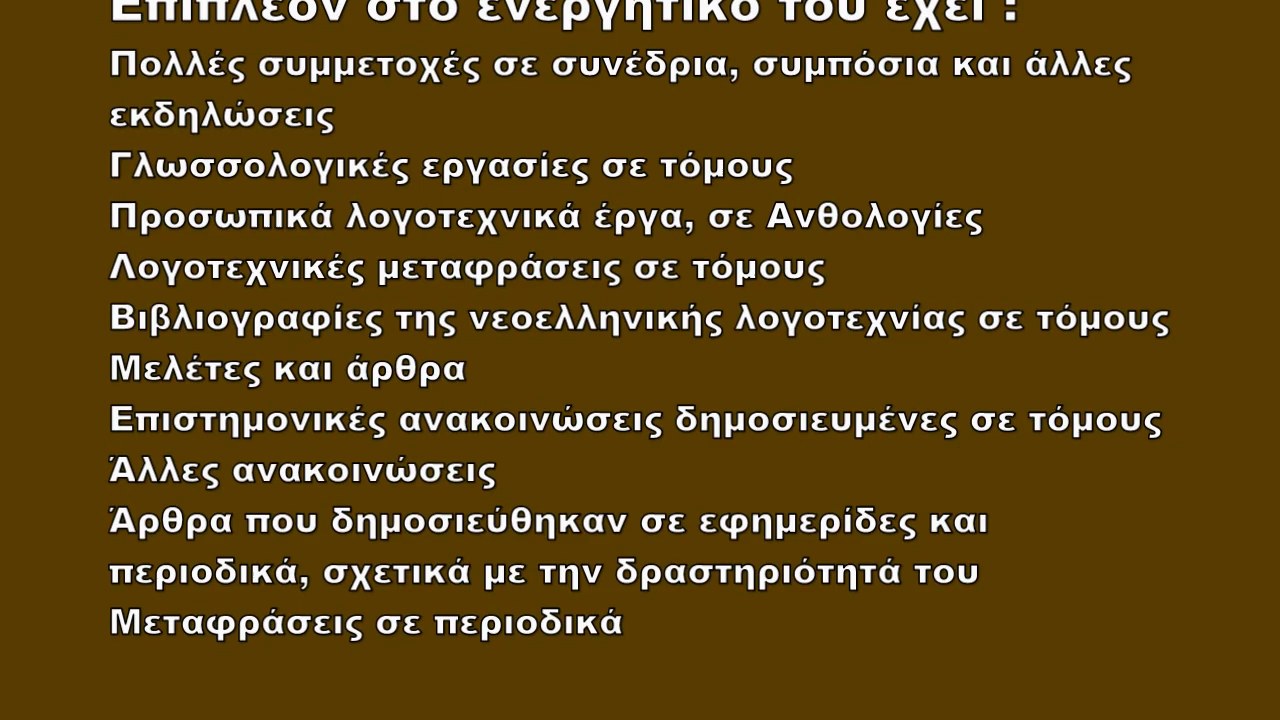 Επιπλέον στο ενεργητικό του έχει :
Πολλές συμμετοχές σε συνέδρια, συμπόσια και άλλες
εκδηλώσεις
Γλωσσολογικές εργασίες σε τόμους
Προσωπικά λογοτεχνικά έργα, σε Ανθολογίες
Λογοτεχνικές μεταφράσεις σε τόμους
Βιβλιογραφίες της νεοελληνικής λογοτεχνίας σε τόμους
Μελέτες και άρθρα
Επιστημονικές ανακοινώσεις δημοσιευμένες σε τόμους
Άλλες ανακοινώσεις
Άρθρα που δημοσιεύθηκαν σε εφημερίδες και
περιοδικά, σχετικά με την δραστηριότητά του
Μεταφράσεις σε περιοδικά